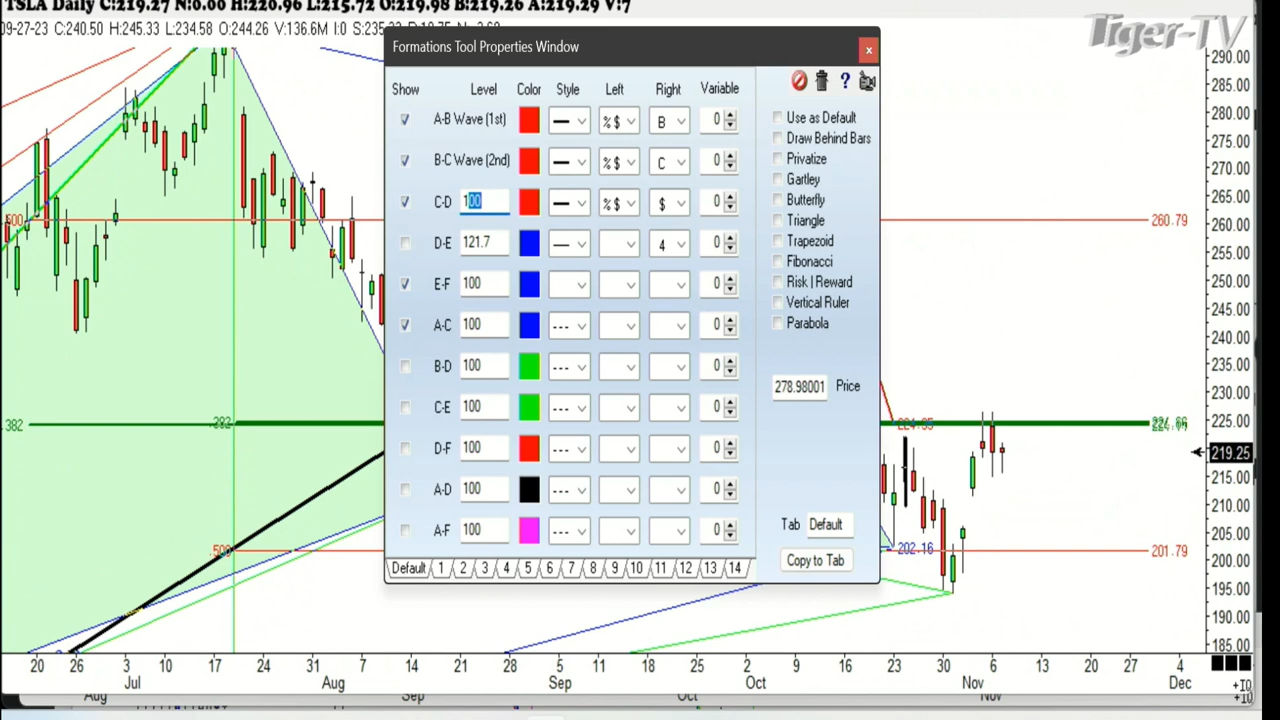 TSLA Daily C:219.27 N:0.00 H:220.96 L:215.72 O:219.98 B:219.26 A:219.29 V:7
09-27-23 C:240.50 H:245.33 L:234.58 O:244.26 V:136.6M I:0
Tiger-TV
Formations Tool Properties Window
x
Show Level Color Style Left Right Variable
A-B Wave (1st) %$ B 0
B-C Wave (2nd) %$ C 0
C-D 100 %$ $ 0
D-E 121.7 4 0
E-F 100 0
A-C 100 0
B-D 100 0
C-E 100 0
D-F 100 0
A-D 100 0
A-F 100 0
Default 1 2 3 4 5 6 7 8 9 10 11 12 13 14
?
Use as Default
Draw Behind Bars
Privatize
Gartley
Butterfly
Triangle
Trapezoid
Fibonacci
Risk | Reward
Vertical Ruler
Parabola
278.98001 Price
Tab Default
Copy to Tab
290.00
285.00
280.00
275.00
270.00
265.00
260.00
255.00
250.00
245.00
240.00
235.00
230.00
225.00
219.25
215.00
210.00
205.00
200.00
195.00
190.00
185.00
260.79
.382
.382
224.85
.500
202.16
201.79
20 26 3 10 17 24 31 7 14 21 28 5 11 18 25 2 9 16 23 30 6 13 20 27 4
Jul Aug Sep Oct Nov Dec
Aug Sep Oct Nov